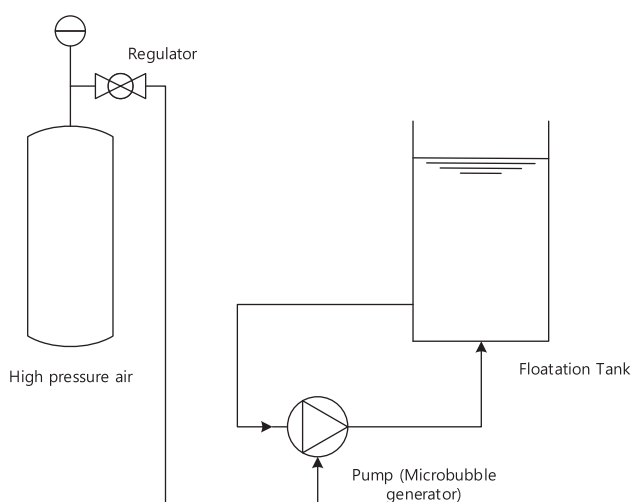 Regulator
High pressure air
Floatation Tank
Pump (Microbubble
generator)